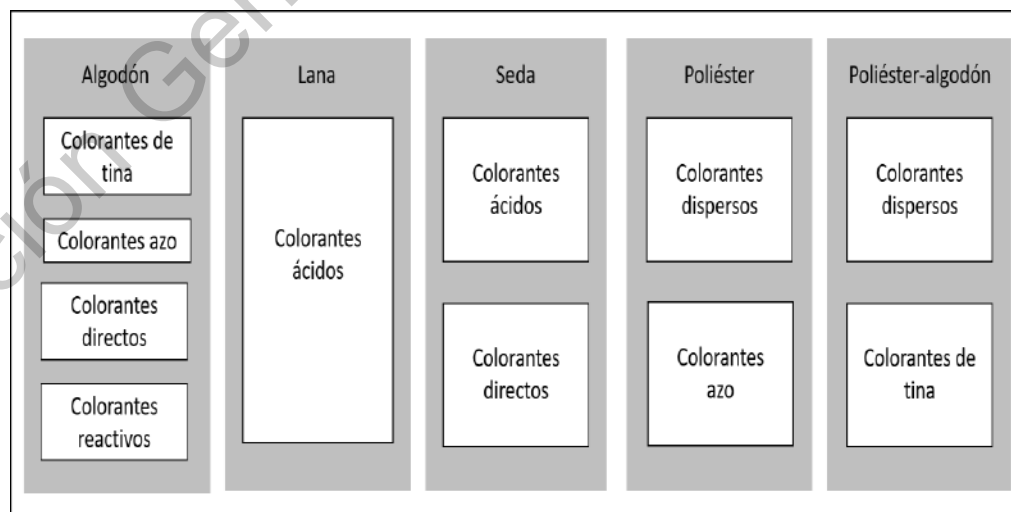 Algodón
Colorantes de
tina
Colorantes azo
Colorantes
directos
Colorantes
reactivos
Lana
Colorantes
ácidos
Seda
Colorantes
ácidos
Colorantes
directos
Poliéster
Colorantes
dispersos
Colorantes
azo
Poliéster-algodón
Colorantes
dispersos
Colorantes de
tina